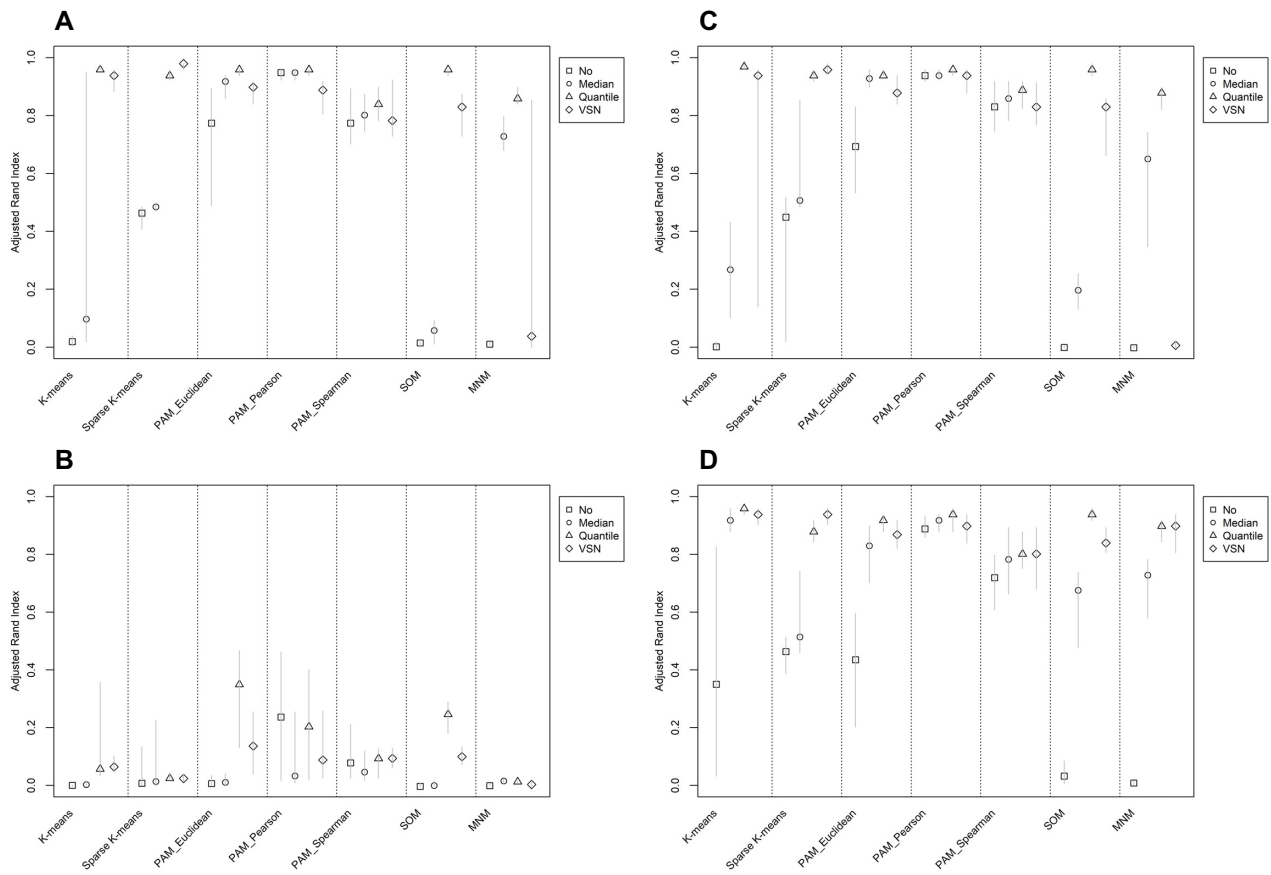 A
Adjusted Rand Index
1.0
0.8
0.6
0.4
0.2
0.0
K-means
Sparse K-means
PAM_Euclidean
PAM_Pearson
PAM_Spearman
SOM
MNM
No
Median
Quantile
VSN
C
Adjusted Rand Index
1.0
0.8
0.6
0.4
0.2
0.0
K-means
Sparse K-means
PAM_Euclidean
PAM_Pearson
PAM_Spearman
SOM
MNM
No
Median
Quantile
VSN
B
Adjusted Rand Index
1.0
0.8
0.6
0.4
0.2
0.0
K-means
Sparse K-means
PAM_Euclidean
PAM_Pearson
PAM_Spearman
SOM
MNM
No
Median
Quantile
VSN
D
Adjusted Rand Index
1.0
0.8
0.6
0.4
0.2
0.0
K-means
Sparse K-means
PAM_Euclidean
PAM_Pearson
PAM_Spearman
SOM
MNM
No
Median
Quantile
VSN